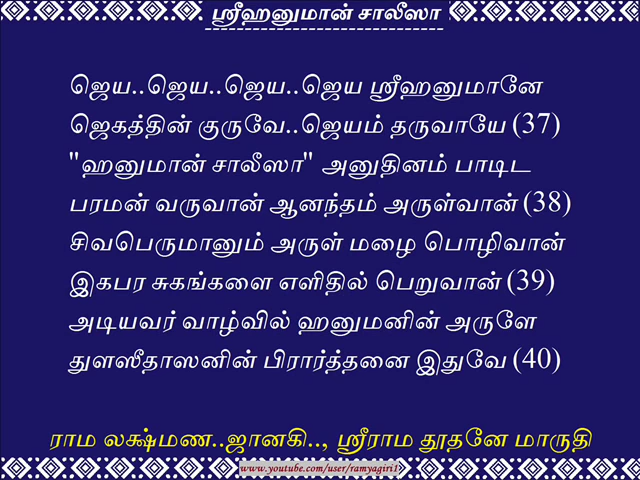 ஸ்ரீஹனுமான் சாலீஸா
ஜெய..ஜெய..ஜெய..ஜெய ஸ்ரீஹனுமானே
ஜெகத்தின் குருவே..ஜெயம் தருவாயே (37)
"ஹனுமான் சாலீஸா" அனுதினம் பாடிட
பரமன் வருவான் ஆனந்தம் அருள்வான் (38)
சிவபெருமானும் அருள் மழை பொழிவான்
இகபர சுகங்களை எளிதில் பெறுவான் (39)
அடியவர் வாழ்வில் ஹனுமனின் அருளே
துளஸீதாஸனின் பிரார்த்தனை இதுவே (40)
ராம லக்ஷ்மண..ஜானகி.., ஸ்ரீராம தூதனே மாருதி
www.youtube.com/user/ramyagiri1